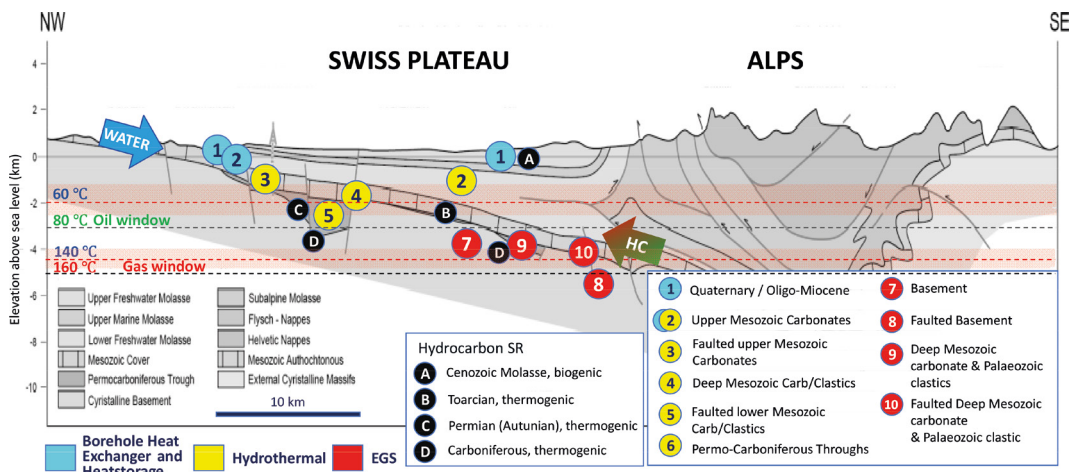 NW
SE
SWISS PLATEAU
ALPS
Elevation above sea level (km)
4
2
0
-2
-4
-6
-8
-10
WATER
1
2
3
4
5
C
D
B
2
1
A
7
D
9
10
8
HC
60 °C
80 °C Oil window
140 °C
160 °C Gas window
Upper Freshwater Molasse
Upper Marine Molasse
Lower Freshwater Molasse
Mesozoic Cover
Permocarboniferous Trough
Cyristalline Basement
Subalpine Molasse
Flysch - Nappes
Helvetic Nappes
Mesozoic Authochtonous
External Cyristalline Massifs
10 km
Hydrocarbon SR
A Cenozoic Molasse, biogenic
B Toarcian, thermogenic
C Permian (Autunian), thermogenic
D Carboniferous, thermogenic
1 Quaternary / Oligo-Miocene
2 Upper Mesozoic Carbonates
3 Faulted upper Mesozoic
Carbonates
4 Deep Mesozoic Carb/Clastics
5 Faulted lower Mesozoic
Carb/Clastics
6 Permo-Carboniferous Throughs
7 Basement
8 Faulted Basement
9 Deep Mesozoic
carbonate & Palaeozoic
clastics
10 Faulted Deep Mesozoic
carbonate
& Palaeozoic clastic
Borehole Heat
Exchanger and
Heatstorage
Hydrothermal
EGS